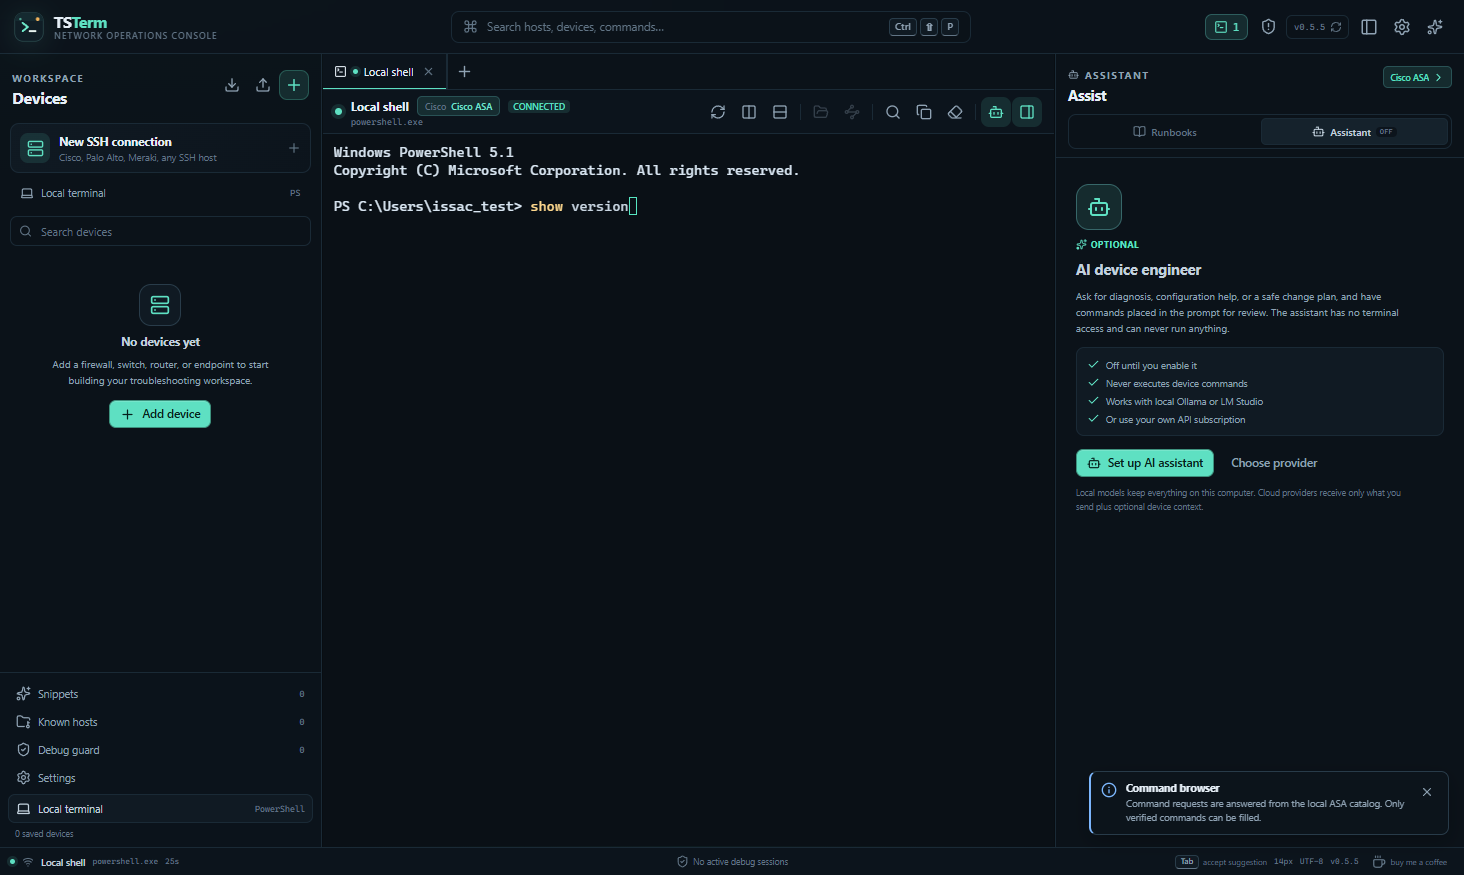 TSTerm
NETWORK OPERATIONS CONSOLE
Search hosts, devices, commands...
Ctrl ⇧ P
1
v0.5.5
WORKSPACE
Devices
New SSH connection
Cisco, Palo Alto, Meraki, any SSH host
Local terminal PS
Search devices
No devices yet
Add a firewall, switch, router, or endpoint to start
building your troubleshooting workspace.
Add device
Snippets 0
Known hosts 0
Debug guard 0
Settings
Local terminal PowerShell
0 saved devices
Local shell
Local shell Cisco Cisco ASA CONNECTED
powershell.exe
Windows PowerShell 5.1
Copyright (C) Microsoft Corporation. All rights reserved.
PS C:\Users\issac_test> show version
ASSISTANT
Assist
Cisco ASA
Runbooks
Assistant OFF
OPTIONAL
AI device engineer
Ask for diagnosis, configuration help, or a safe change plan, and have
commands placed in the prompt for review. The assistant has no terminal
access and can never run anything.
Off until you enable it
Never executes device commands
Works with local Ollama or LM Studio
Or use your own API subscription
Set up AI assistant
Choose provider
Local models keep everything on this computer. Cloud providers receive only what you
send plus optional device context.
Command browser
Command requests are answered from the local ASA catalog. Only
verified commands can be filled.
Local shell powershell.exe 25s
No active debug sessions
Tab accept suggestion 14px UTF-8 v0.5.5 buy me a coffee